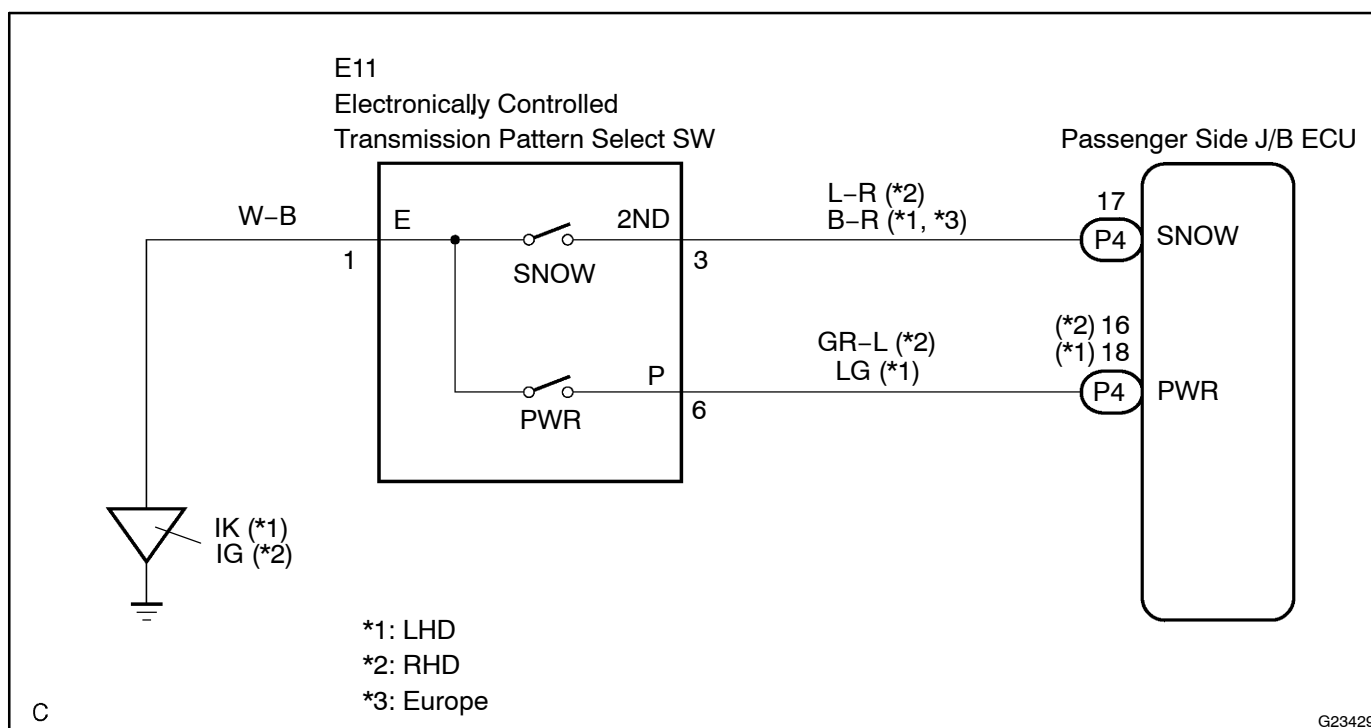 E11
Electronically Controlled
Transmission Pattern Select SW
Passenger Side J/B ECU
W−B
1
E
SNOW
2ND
3
L−R (*2)
B−R (*1, *3)
17
P4
SNOW
PWR
P
6
GR−L (*2)
LG (*1)
(*2) 16
(*1) 18
P4
PWR
IK (*1)
IG (*2)
*1: LHD
*2: RHD
*3: Europe
C